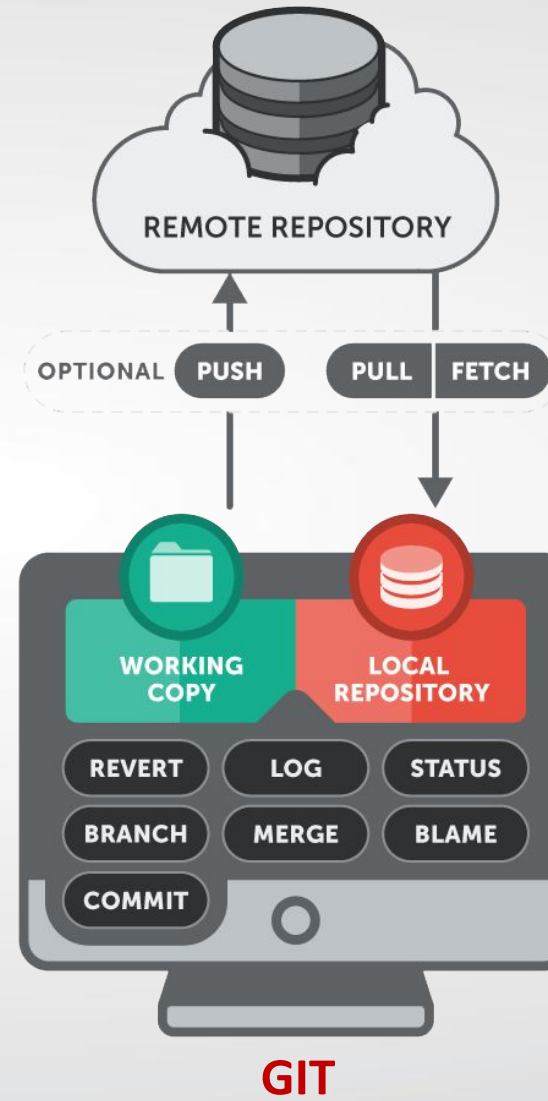 REMOTE REPOSITORY
OPTIONAL PUSH PULL FETCH
WORKING COPY
LOCAL REPOSITORY
REVERT LOG STATUS
BRANCH MERGE BLAME
COMMIT
GIT